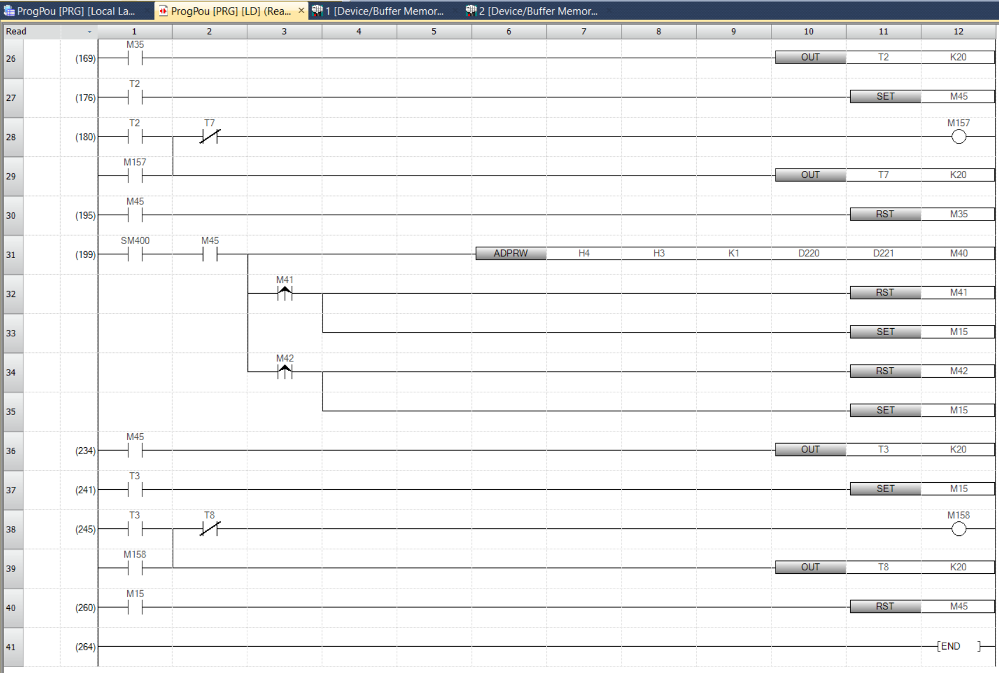 ProgPou [PRG] [Local La... ProgPou [PRG] [LD] (Rea... × 1 [Device/Buffer Memor... 2 [Device/Buffer Memor...
Read 1 2 3 4 5 6 7 8 9 10 11 12
M35
26 (169) OUT T2 K20
T2
27 (176) SET M45
T2 T7 M157
28 (180)
M157
29 OUT T7 K20
M45
30 (195) RST M35
SM400 M45
31 (199) ADPRW H4 H3 K1 D220 D221 M40
M41
32 RST M41
33 SET M15
M42
34 RST M42
35 SET M15
M45
36 (234) OUT T3 K20
T3
37 (241) SET M15
T3 T8 M158
38 (245)
M158
39 OUT T8 K20
M15
40 (260) RST M45
41 (264) [END ]